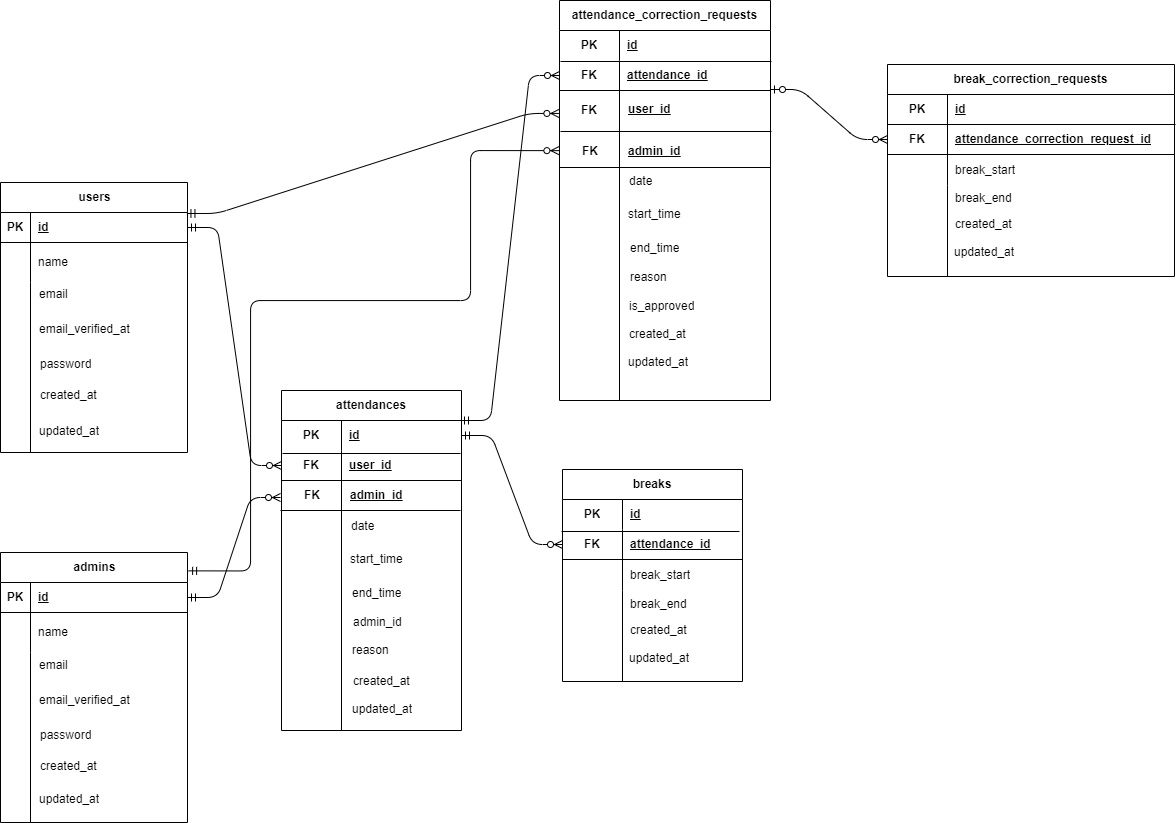 attendance_correction_requests
PK id
FK attendance_id
FK user_id
FK admin_id
date
start_time
end_time
reason
is_approved
created_at
updated_at
break_correction_requests
PK id
FK attendance_correction_request_id
break_start
break_end
created_at
updated_at
users
PK id
name
email
email_verified_at
password
created_at
updated_at
attendances
PK id
FK user_id
FK admin_id
date
start_time
end_time
admin_id
reason
created_at
updated_at
breaks
PK id
FK attendance_id
break_start
break_end
created_at
updated_at
admins
PK id
name
email
email_verified_at
password
created_at
updated_at